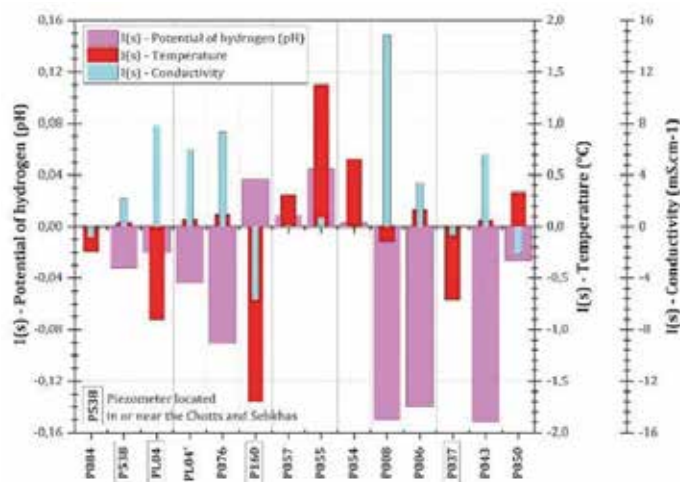 0,16
0,12
0,08
0,04
0,00
-0,04
-0,08
-0,12
-0,16
I(s) - Potential of hydrogen (pH)
I(s) - Potential of hydrogen (pH)
I(s) - Temperature
I(s) - Conductivity
P538
Piezometer located
in or near the Chotts and Sebkhas
2,0
1,5
1,0
0,5
0,0
-0,5
-1,0
-1,5
-2,0
I(s) - Temperature (°C)
16
12
8
4
0
-4
-8
-12
-16
I(s) - Conductivity (mS.cm-1)
P084
P538
PL04
PL04'
P076
P160
P057
P055
P054
P008
P006
P037
P043
P050